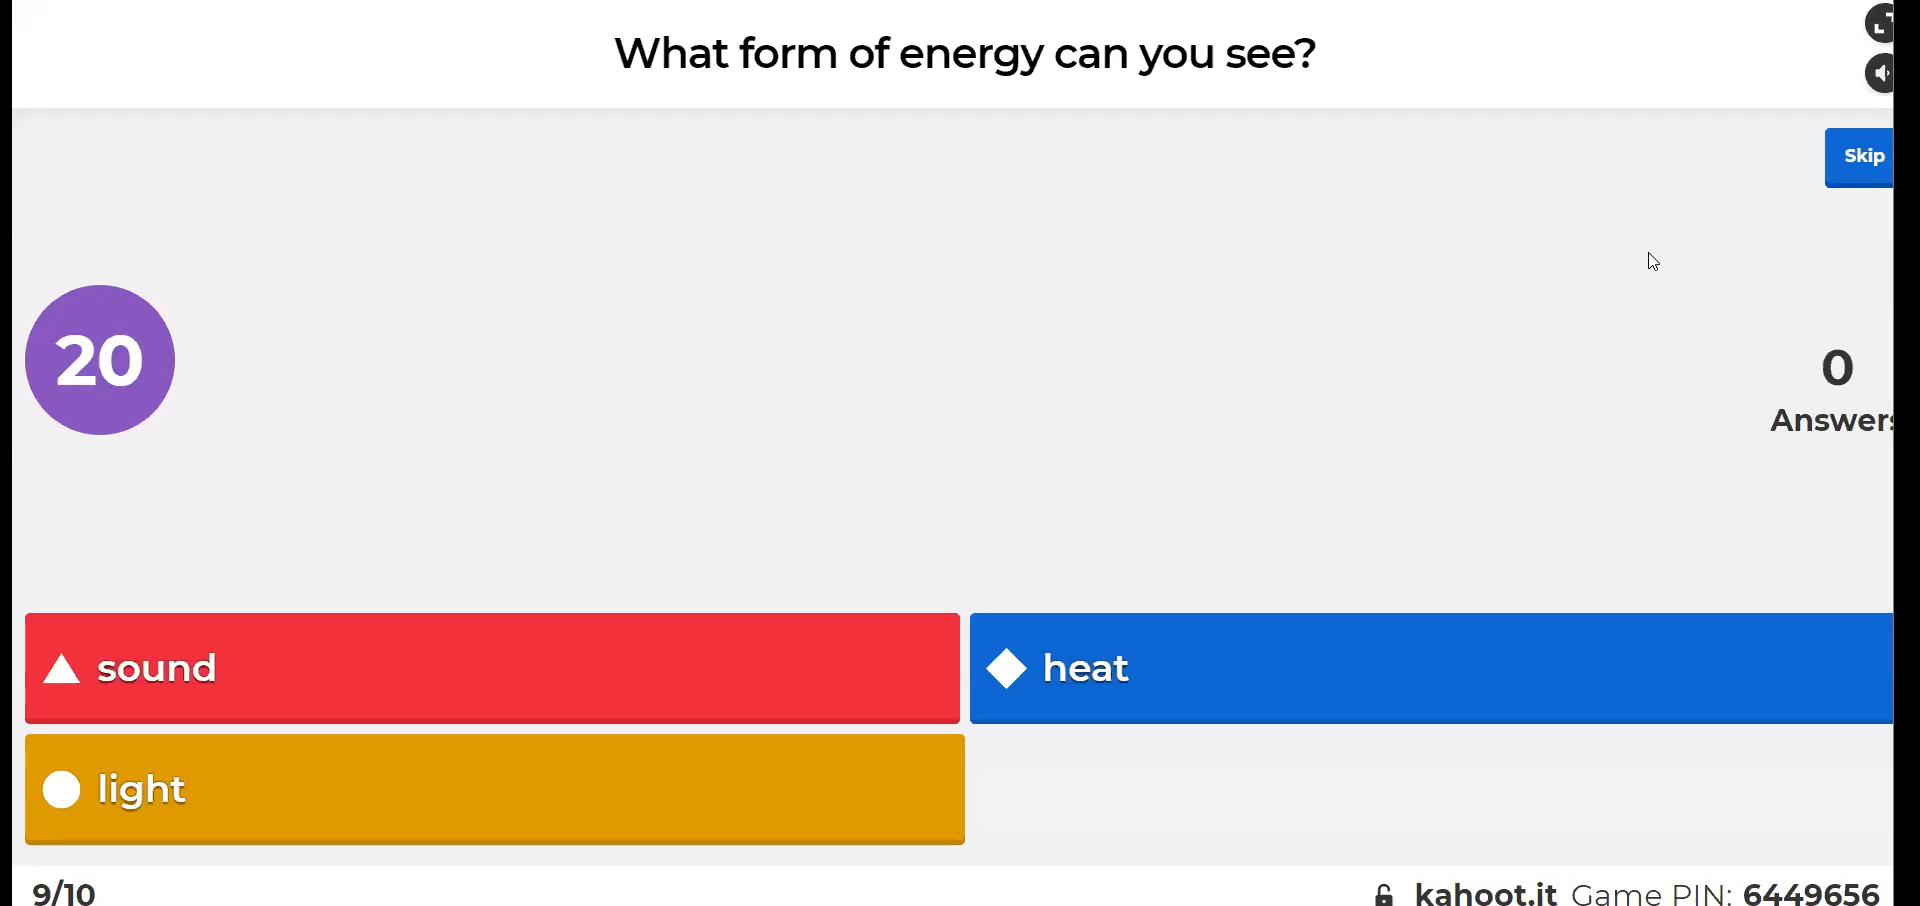 What form of energy can you see?
Skip
20
0
Answers
sound
heat
light
9/10
kahoot.it Game PIN: 6449656